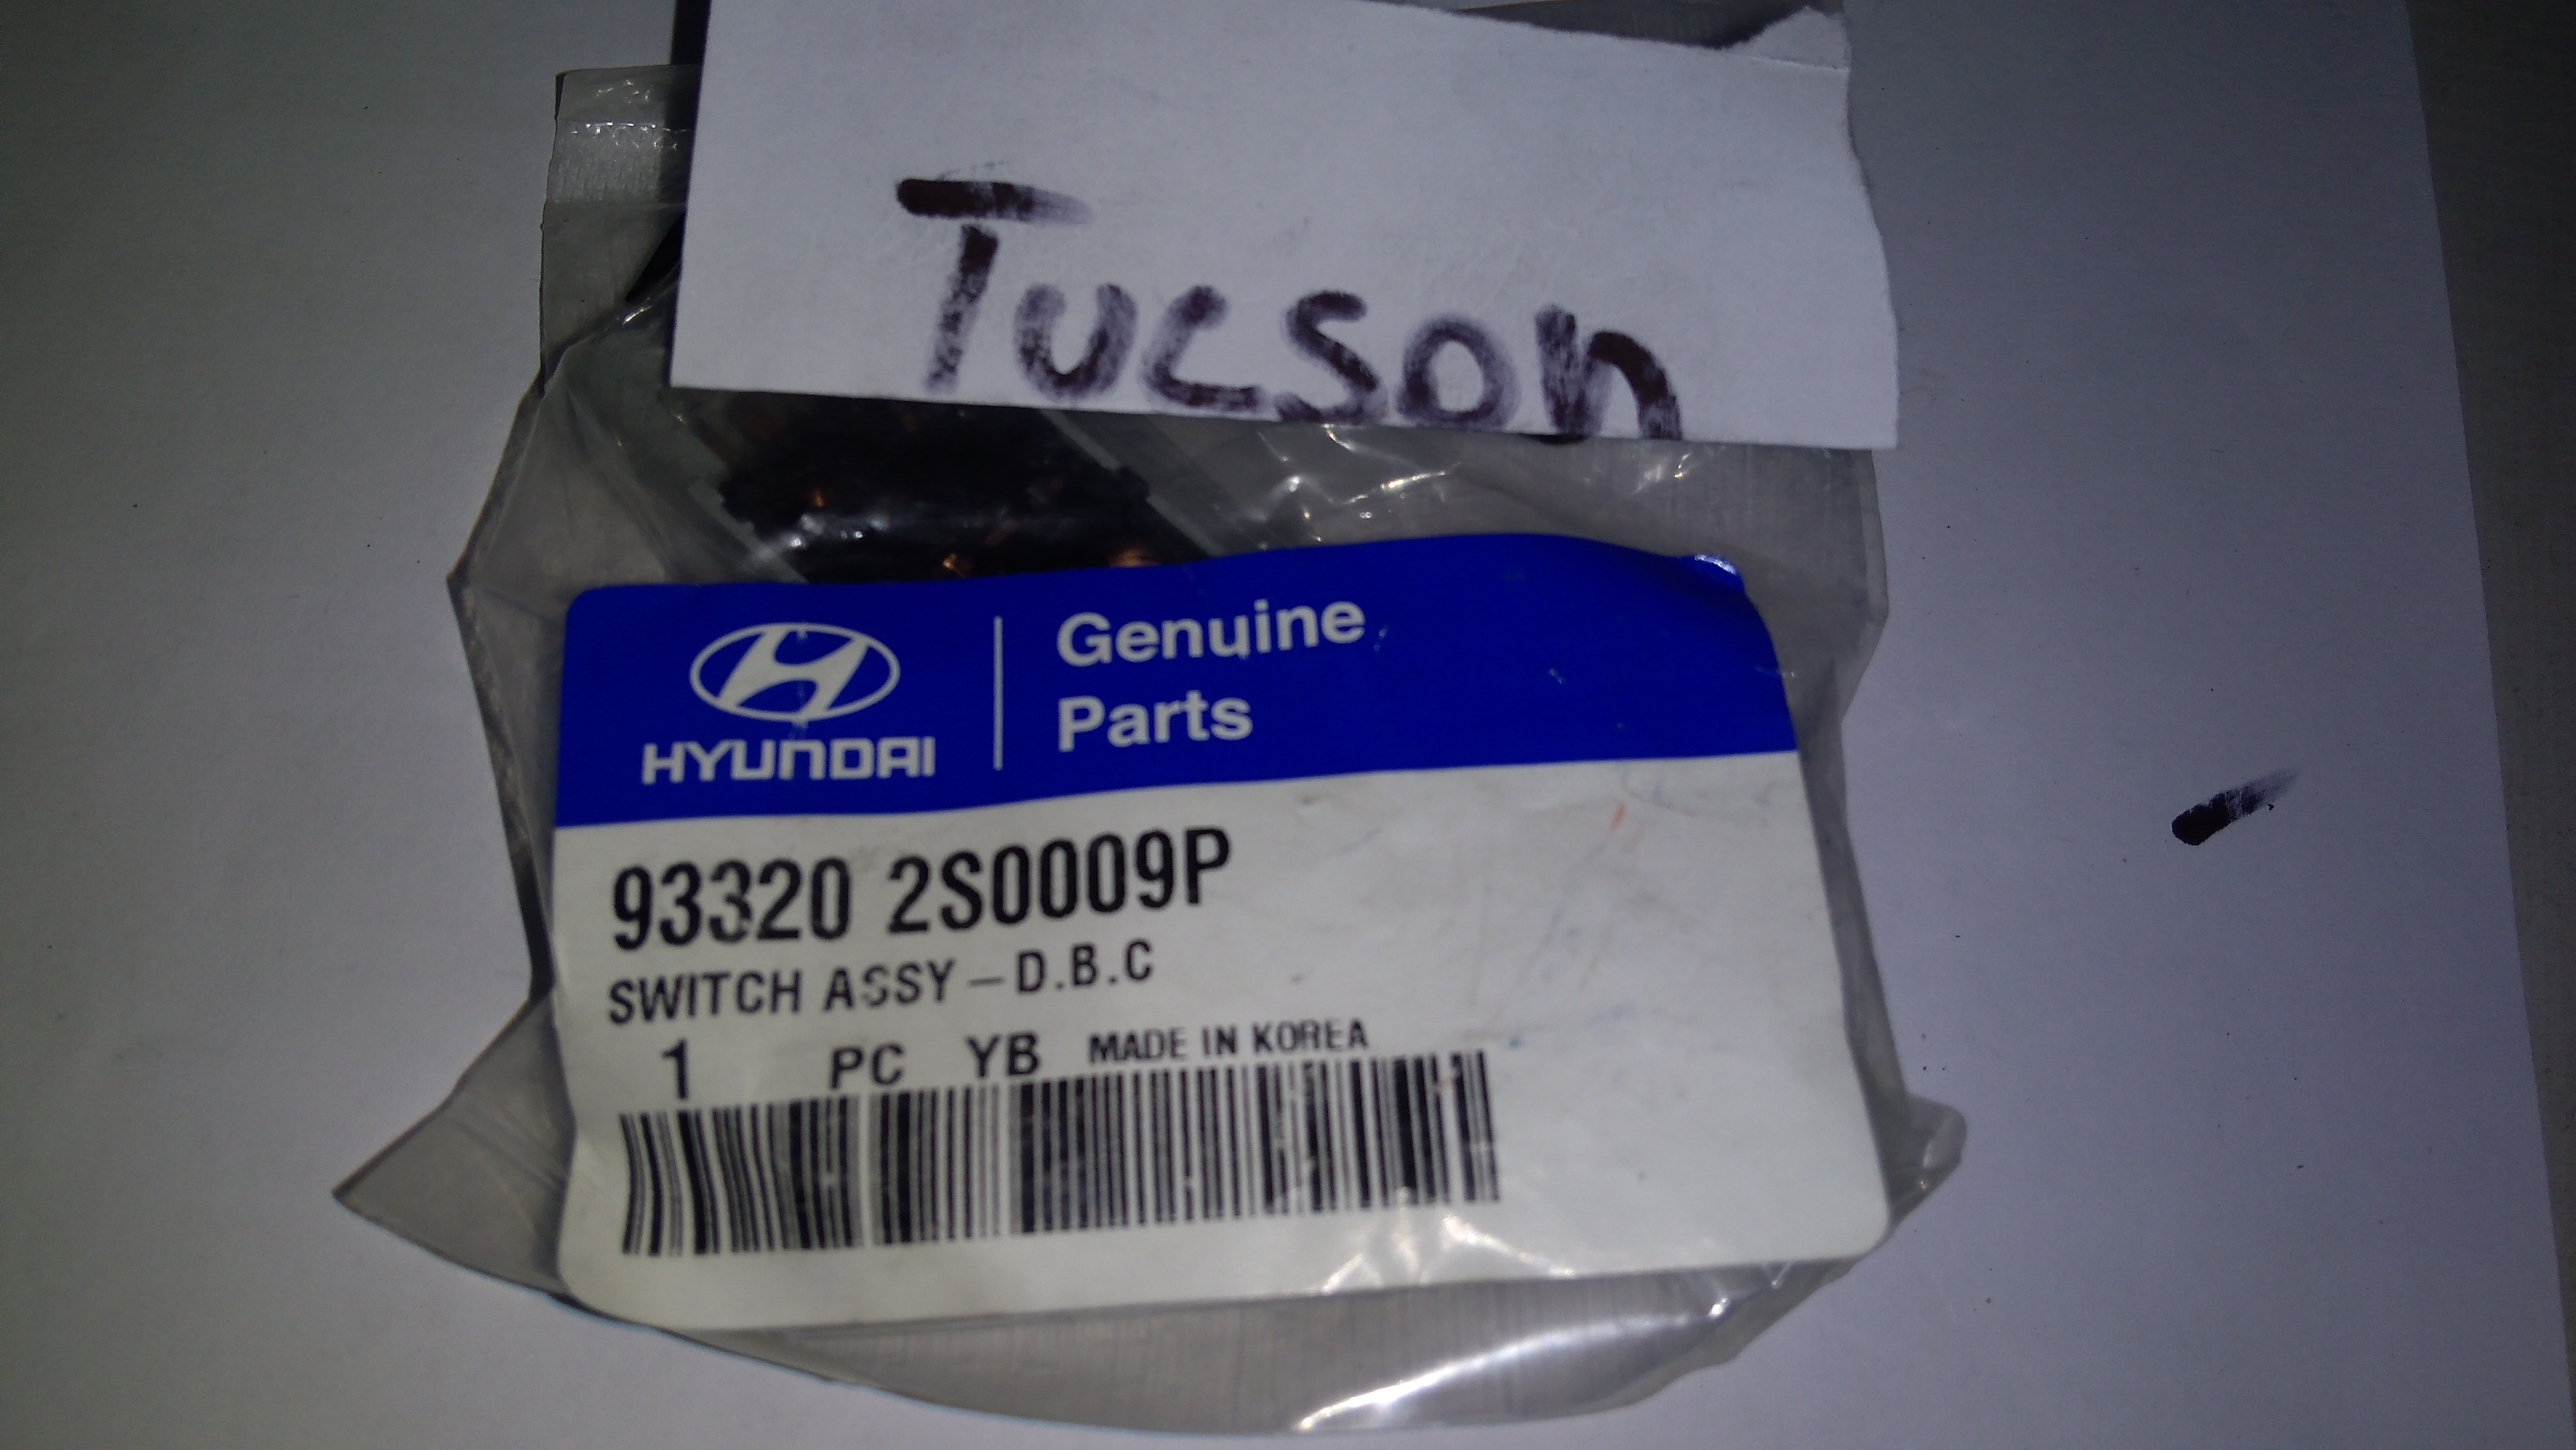 Tucson
HYUNDAI
Genuine
Parts
93320 2S0009P
SWITCH ASSY-D.B.C
1 PC YB MADE IN KOREA